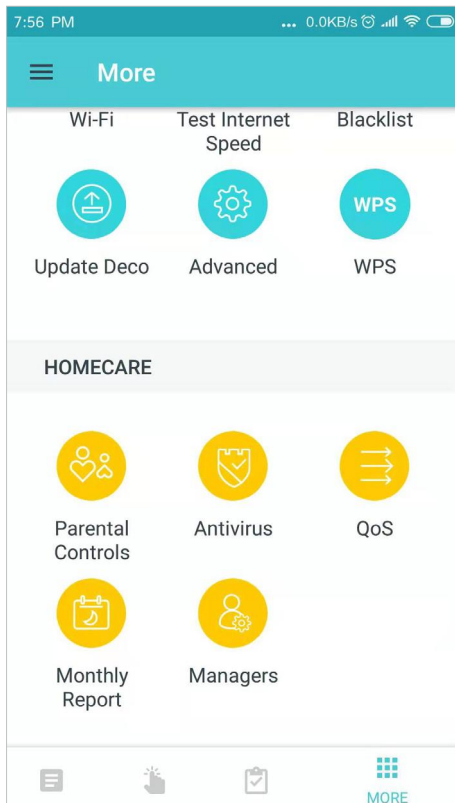 7:56 PM ... 0.0KB/s
More
Wi-Fi Test Internet Speed Blacklist
Update Deco Advanced WPS WPS
HOMECARE
Parental Controls Antivirus QoS
Monthly Report Managers
MORE